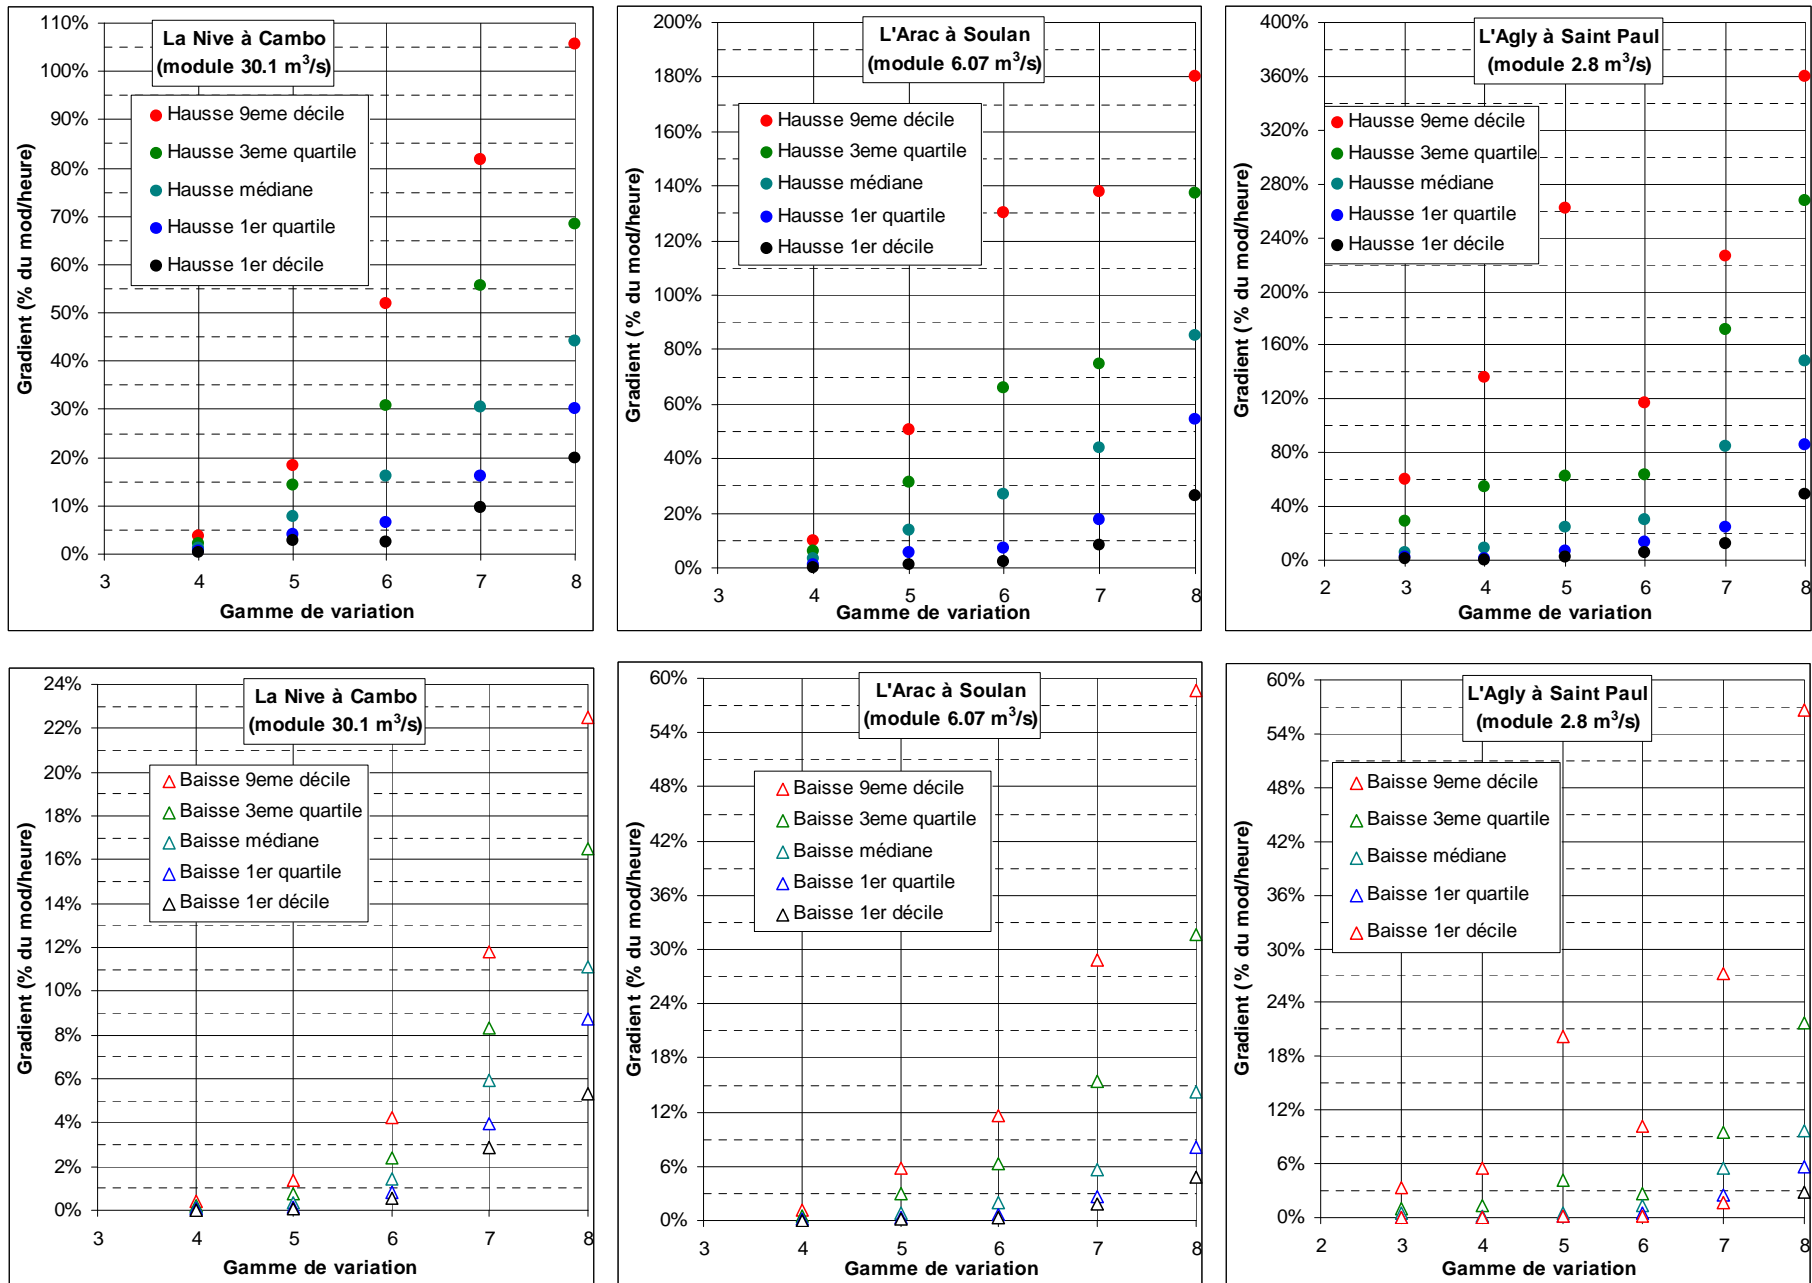 La Nive à Cambo
(module 30.1 m³/s)
Hausse 9eme décile
Hausse 3eme quartile
Hausse médiane
Hausse 1er quartile
Hausse 1er décile
Gradient (% du mod/heure)
110%
100%
90%
80%
70%
60%
50%
40%
30%
20%
10%
0%
3 4 5 6 7 8
Gamme de variation
L'Arac à Soulan
(module 6.07 m³/s)
Hausse 9eme décile
Hausse 3eme quartile
Hausse médiane
Hausse 1er quartile
Hausse 1er décile
Gradient (% du mod/heure)
200%
180%
160%
140%
120%
100%
80%
60%
40%
20%
0%
3 4 5 6 7 8
Gamme de variation
L'Agly à Saint Paul
(module 2.8 m³/s)
Hausse 9eme décile
Hausse 3eme quartile
Hausse médiane
Hausse 1er quartile
Hausse 1er décile
Gradient (% du mod/heure)
400%
360%
320%
280%
240%
200%
160%
120%
80%
40%
0%
2 3 4 5 6 7 8
Gamme de variation
La Nive à Cambo
(module 30.1 m³/s)
Baisse 9eme décile
Baisse 3eme quartile
Baisse médiane
Baisse 1er quartile
Baisse 1er décile
Gradient (% du mod/heure)
24%
22%
20%
18%
16%
14%
12%
10%
8%
6%
4%
2%
0%
3 4 5 6 7 8
Gamme de variation
L'Arac à Soulan
(module 6.07 m³/s)
Baisse 9eme décile
Baisse 3eme quartile
Baisse médiane
Baisse 1er quartile
Baisse 1er décile
Gradient (% du mod/heure)
60%
54%
48%
42%
36%
30%
24%
18%
12%
6%
0%
3 4 5 6 7 8
Gamme de variation
L'Agly à Saint Paul
(module 2.8 m³/s)
Baisse 9eme décile
Baisse 3eme quartile
Baisse médiane
Baisse 1er quartile
Baisse 1er décile
Gradient (% du mod/heure)
60%
54%
48%
42%
36%
30%
24%
18%
12%
6%
0%
2 3 4 5 6 7 8
Gamme de variation